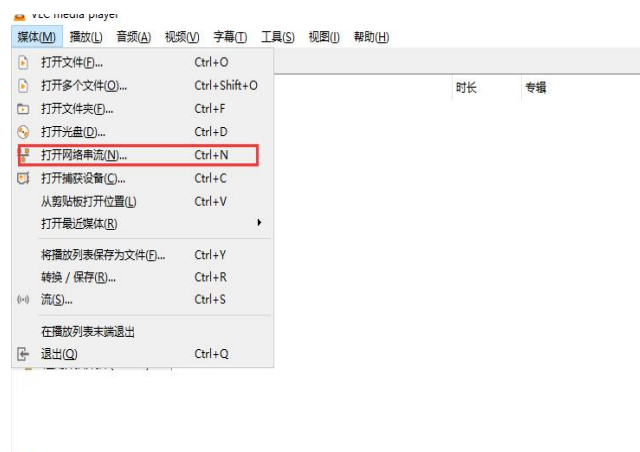 VLC media player
媒体(M) 播放(L) 音频(A) 视频(V) 字幕(T) 工具(S) 视图(I) 帮助(H)
打开文件(F)... Ctrl+O
打开多个文件(O)... Ctrl+Shift+O
时长 专辑
打开文件夹(F)... Ctrl+F
打开光盘(D)... Ctrl+D
打开网络串流(N)... Ctrl+N
打开捕获设备(C)... Ctrl+C
从剪贴板打开位置(L) Ctrl+V
打开最近媒体(R)
将播放列表保存为文件(F)... Ctrl+Y
转换 / 保存(R)... Ctrl+R
流(S)... Ctrl+S
在播放列表末端退出
退出(Q) Ctrl+Q